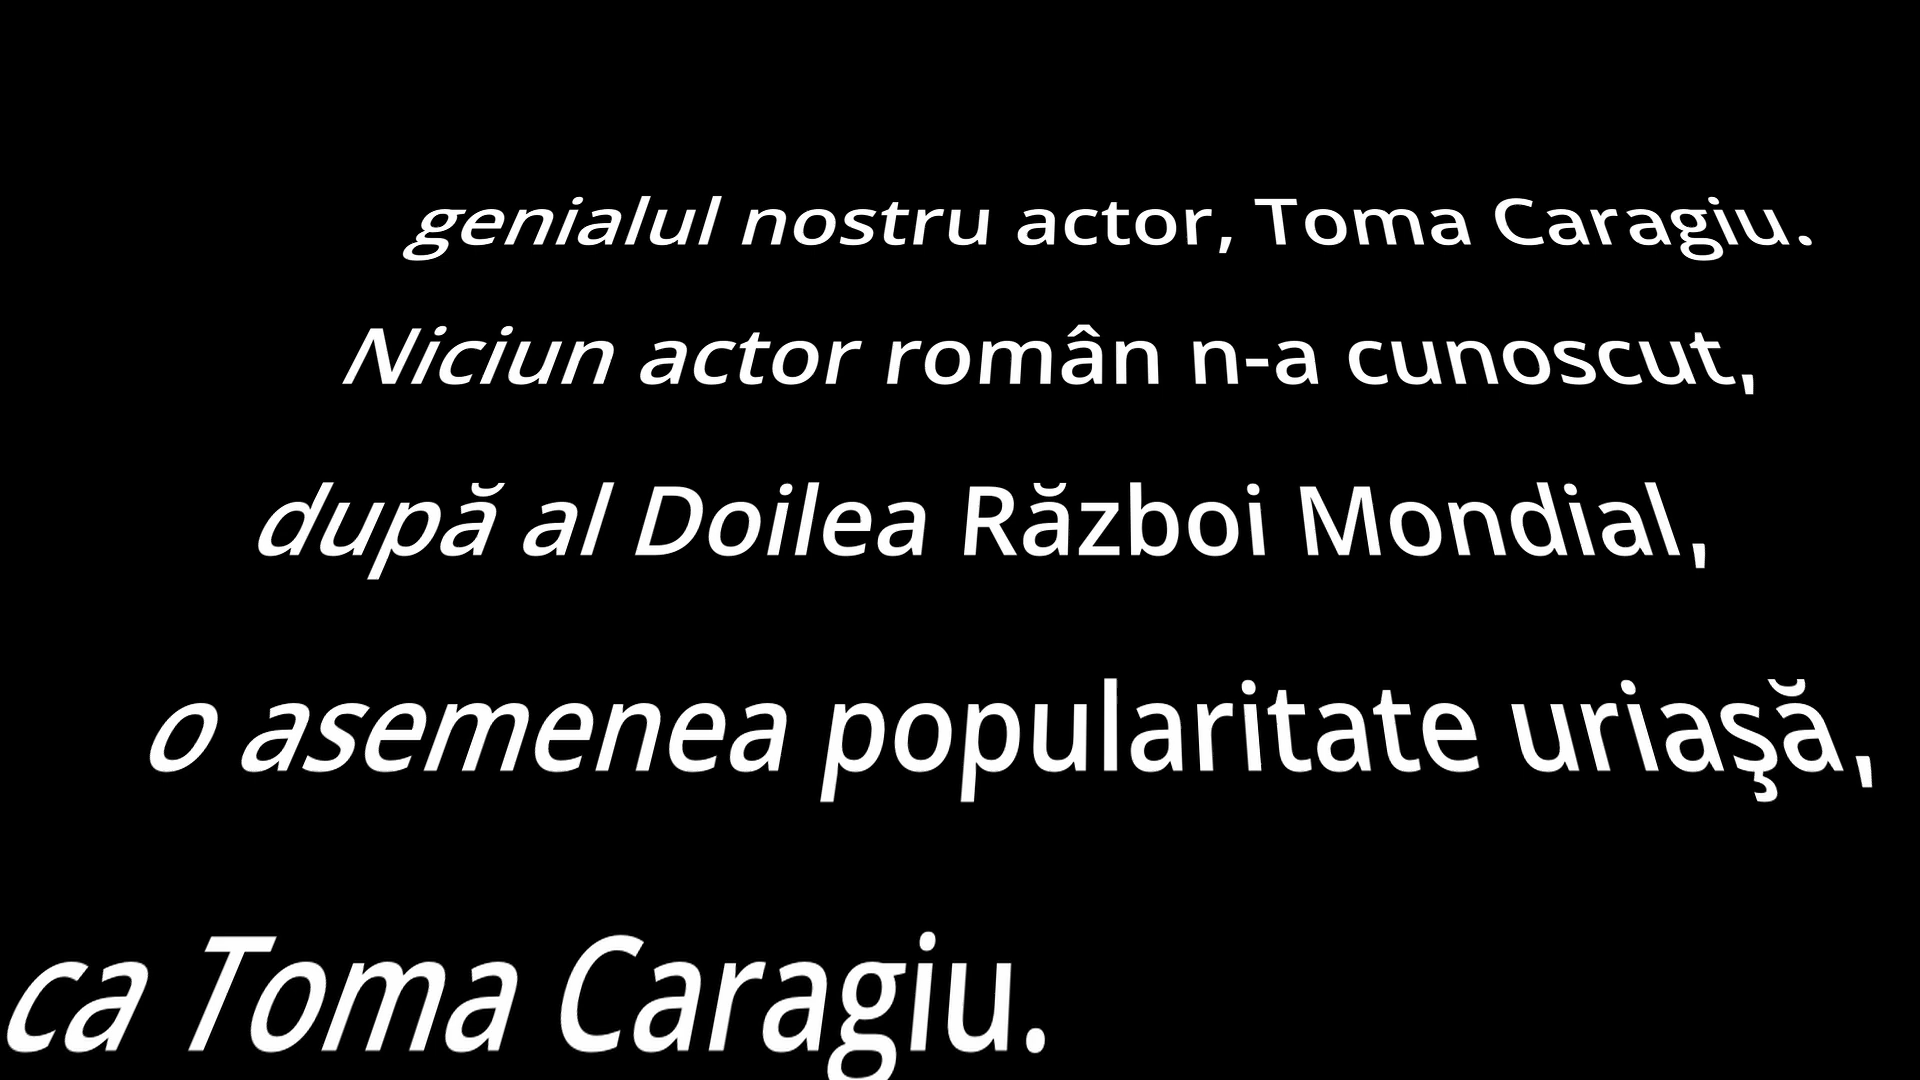 genialul nostru actor, Toma Caragiu.
Niciun actor român n-a cunoscut,
după al Doilea Război Mondial,
o asemenea popularitate uriaşă,
ca Toma Caragiu.